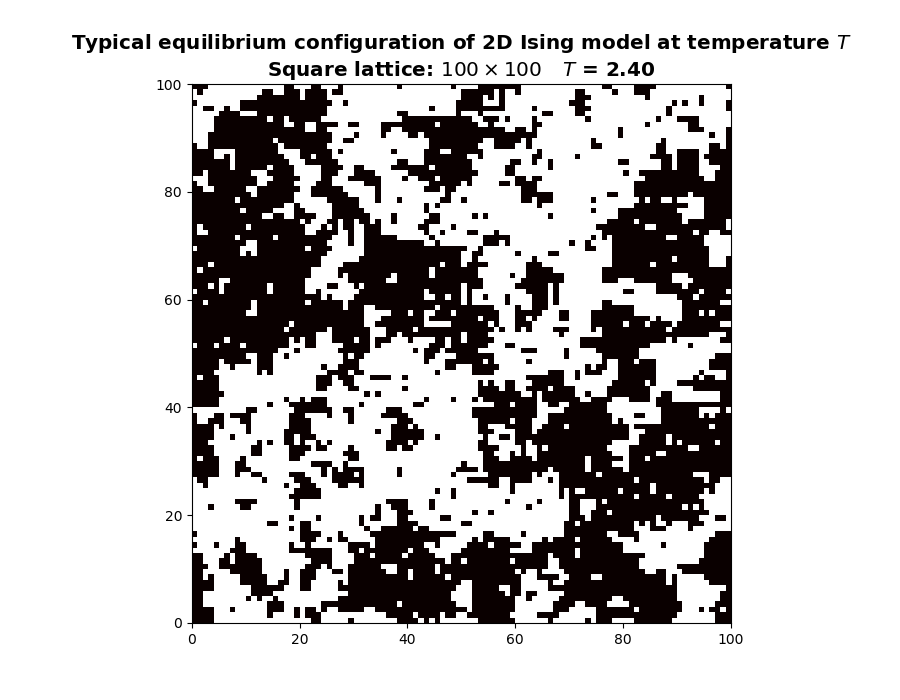 Typical equilibrium configuration of 2D Ising model at temperature T
Square lattice: 100 × 100 T = 2.40
100
80
60
40
20
0
0 20 40 60 80 100